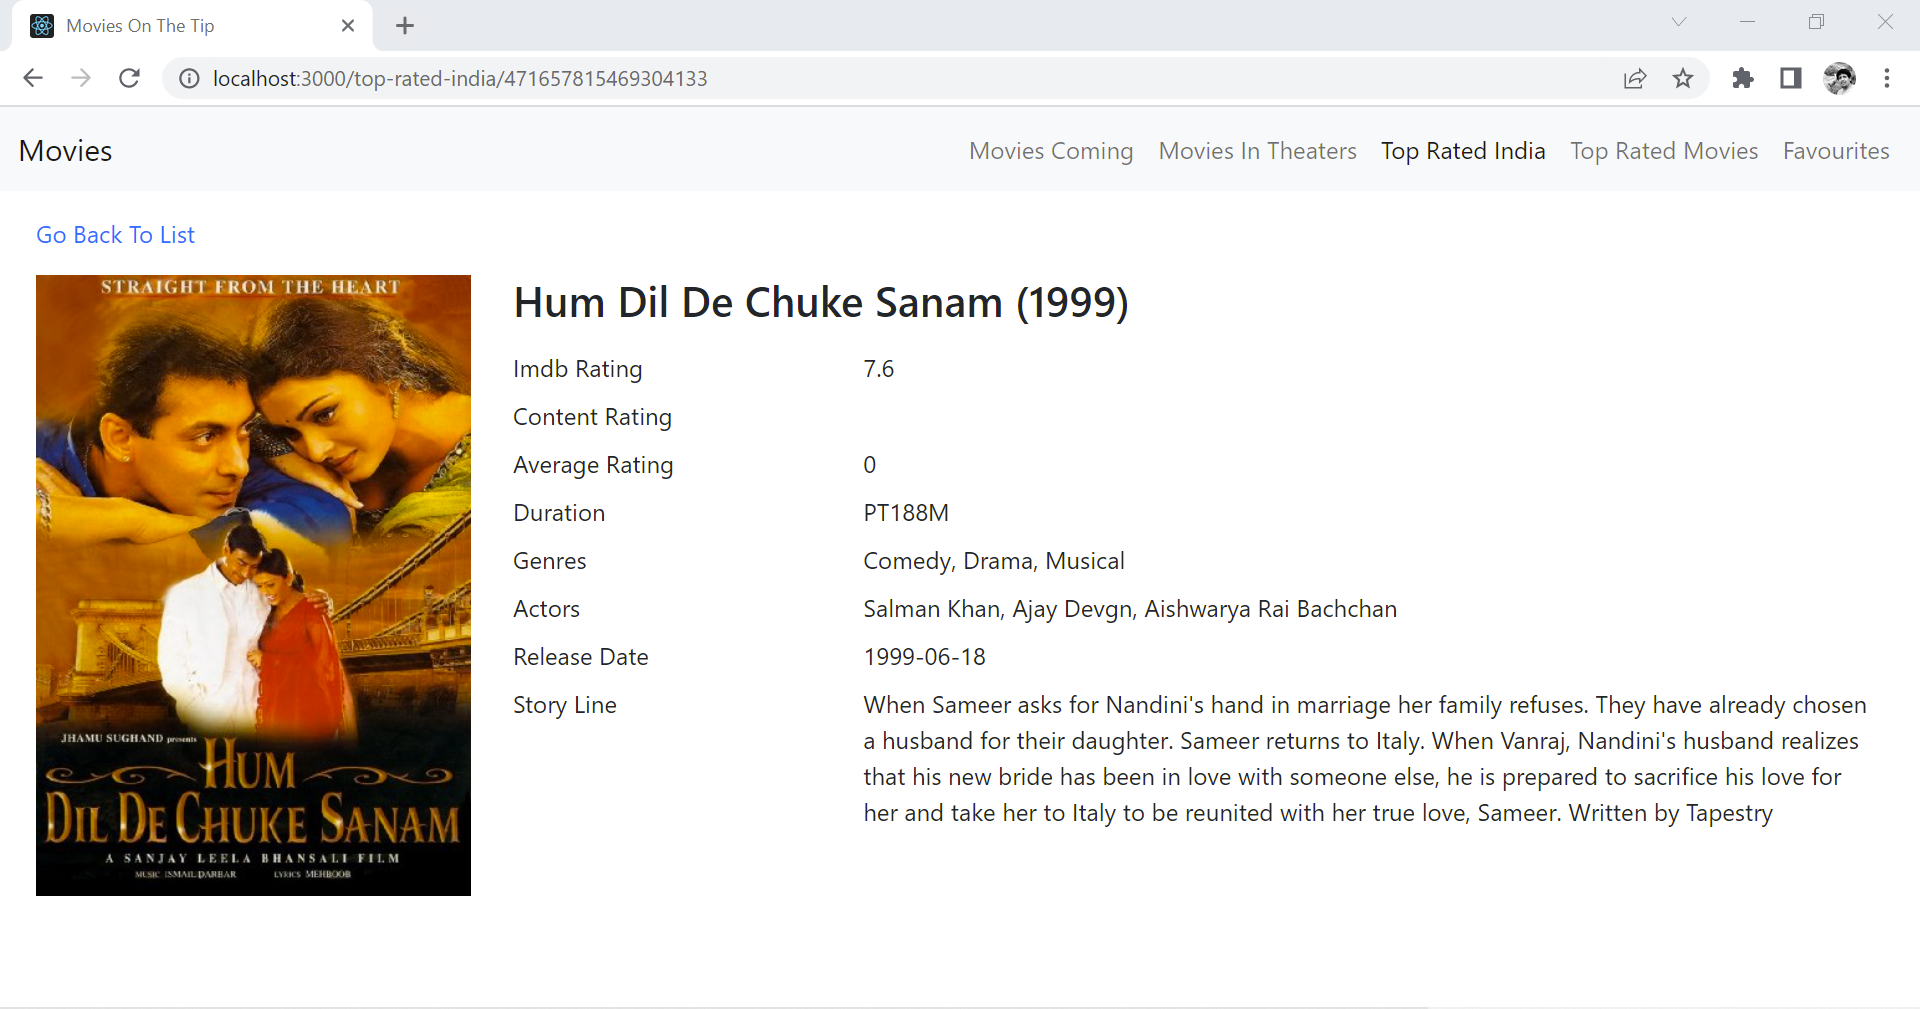 Movies On The Tip
localhost:3000/top-rated-india/471657815469304133
Movies
Movies Coming
Movies In Theaters
Top Rated India
Top Rated Movies
Favourites
Go Back To List
STRAIGHT FROM THE HEART
JHAMU SUGHAND presents
HUM
DIL DE CHUKE SANAM
A SANJAY LEELA BHANSALI FILM
MUSIC ISMAIL DARBAR LYRICS MEHBOOB
Hum Dil De Chuke Sanam (1999)
Imdb Rating 7.6
Content Rating
Average Rating 0
Duration PT188M
Genres Comedy, Drama, Musical
Actors Salman Khan, Ajay Devgn, Aishwarya Rai Bachchan
Release Date 1999-06-18
Story Line When Sameer asks for Nandini's hand in marriage her family refuses. They have already chosen
a husband for their daughter. Sameer returns to Italy. When Vanraj, Nandini's husband realizes
that his new bride has been in love with someone else, he is prepared to sacrifice his love for
her and take her to Italy to be reunited with her true love, Sameer. Written by Tapestry